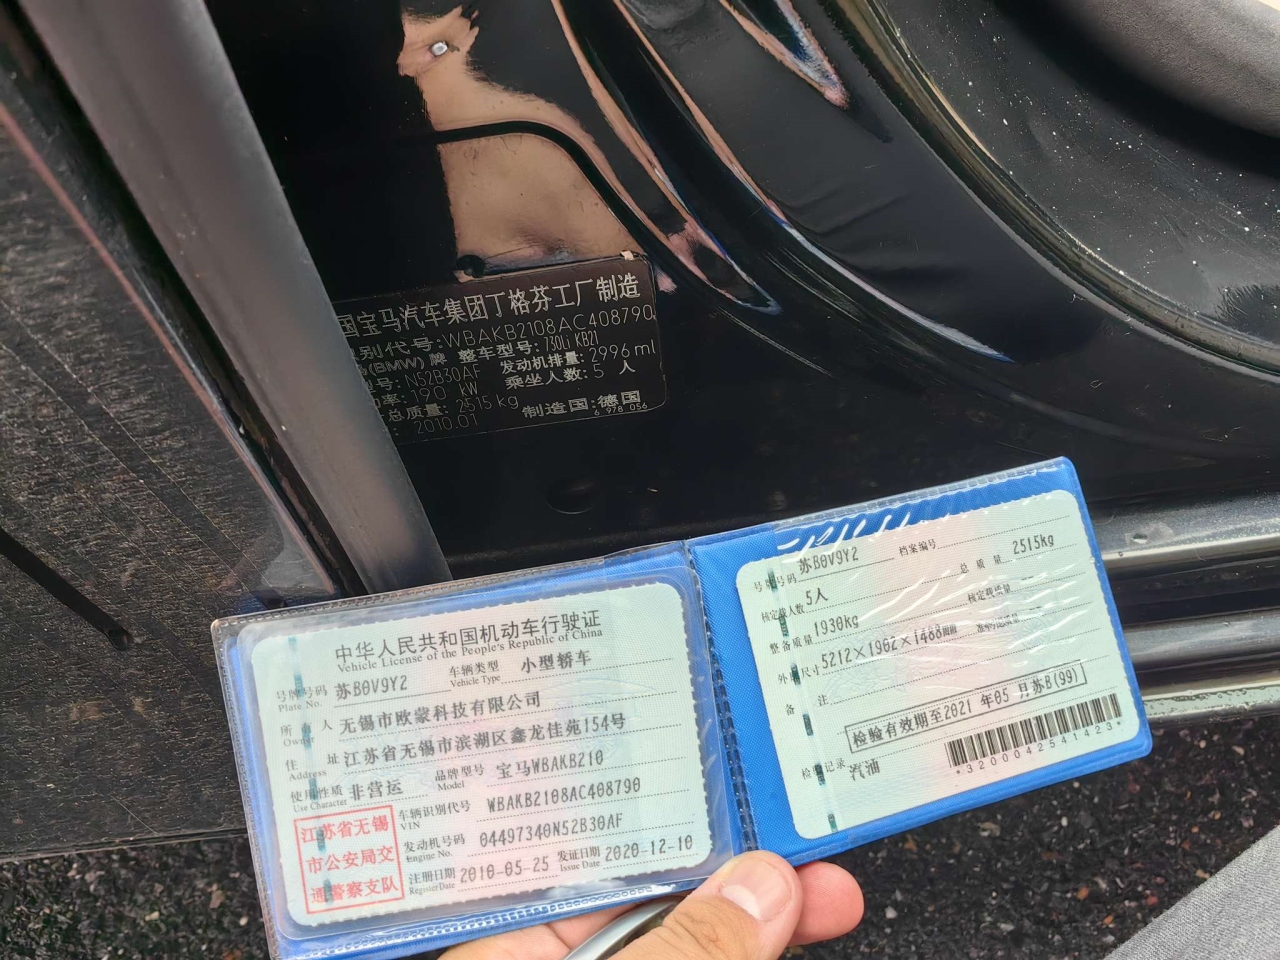 国宝马汽车集团丁格芬工厂制造
别代号:WBAKB2108AC408790
(BMW)牌 整车型号:730Li KB21
型号:N52B30AF 发动机排量:2996 ml
率:190 kW 乘坐人数:5 人
总质量:2515 kg 制造国:德国
: 2010.01 6 978 056
中华人民共和国机动车行驶证
Vehicle License of the People's Republic of China
号牌号码 苏B0V9Y2 车辆类型 小型轿车
Plate No. Vehicle Type
所有人 无锡市欧蒙科技有限公司
Owner
住址 江苏省无锡市滨湖区鑫龙佳苑154号
Address
使用性质 非营运 品牌型号 宝马WBAKB210
Use Character Model
江苏省无锡
市公安局交
通警察支队
车辆识别代号 WBAKB2108AC408790
VIN
发动机号码 04497340N52B30AF
Engine No.
注册日期 2010-05-25 发证日期 2020-12-10
Register Date Issue Date
号牌号码 苏B0V9Y2 档案编号
核定载人数 5人 总质量 2515kg
整备质量 1930kg 核定载质量 --
外廓尺寸 5212×1902×1488mm 准牵引总质量 --
备注
检验有效期至2021年05月苏B(99)
检验记录 汽油
*3200042541423*